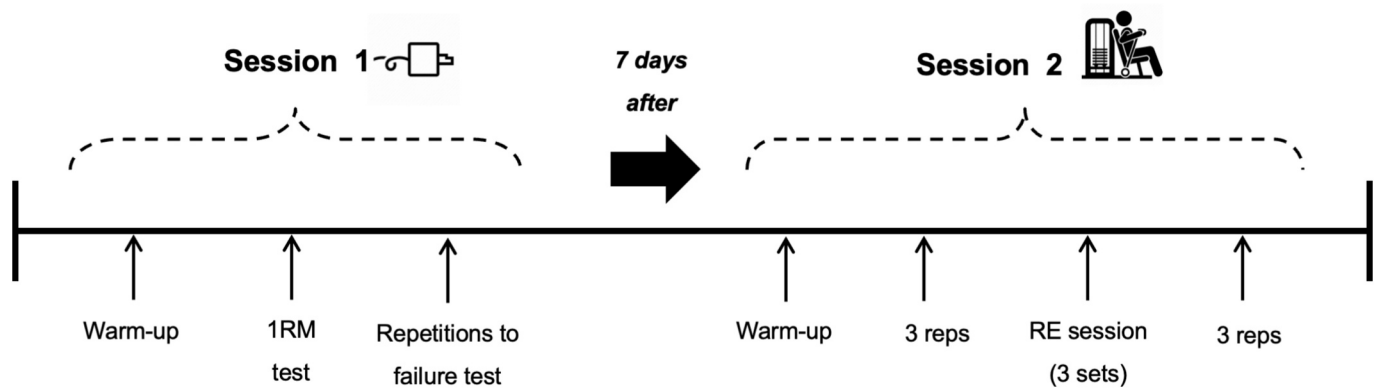 Session 1
7 days
after
Session 2
Warm-up
1RM
test
Repetitions to
failure test
Warm-up
3 reps
RE session
(3 sets)
3 reps